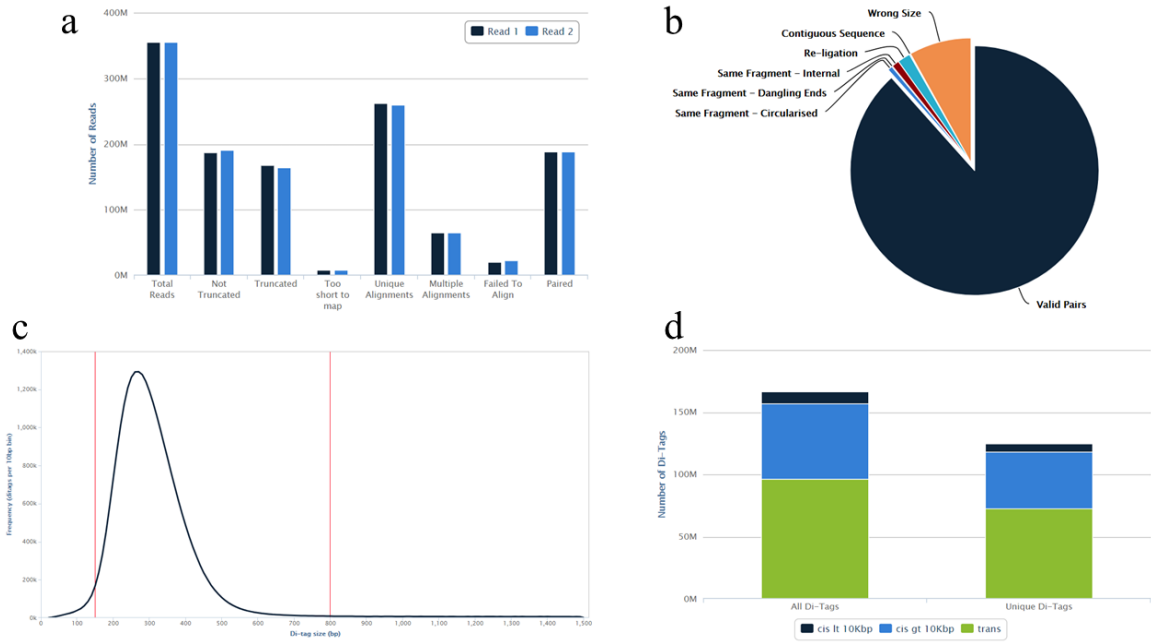 a
400M
300M
200M
100M
0M
Number of Reads
Read 1 Read 2
Total Reads
Not Truncated
Truncated
Too short to map
Unique Alignments
Multiple Alignments
Failed To Align
Paired
b
Wrong Size
Contiguous Sequence
Re-ligation
Same Fragment - Internal
Same Fragment - Dangling Ends
Same Fragment - Circularised
Valid Pairs
c
1,400k
1,200k
1,000k
800k
600k
400k
200k
0k
Frequency (ditags per 10bp bin)
100 200 300 400 500 600 700 800 900 1,000 1,100 1,200 1,300 1,400 1,500
Di-tag size (bp)
d
200M
150M
100M
50M
0M
Number of Di-Tags
All Di-Tags Unique Di-Tags
cis lt 10Kbp cis gt 10Kbp trans